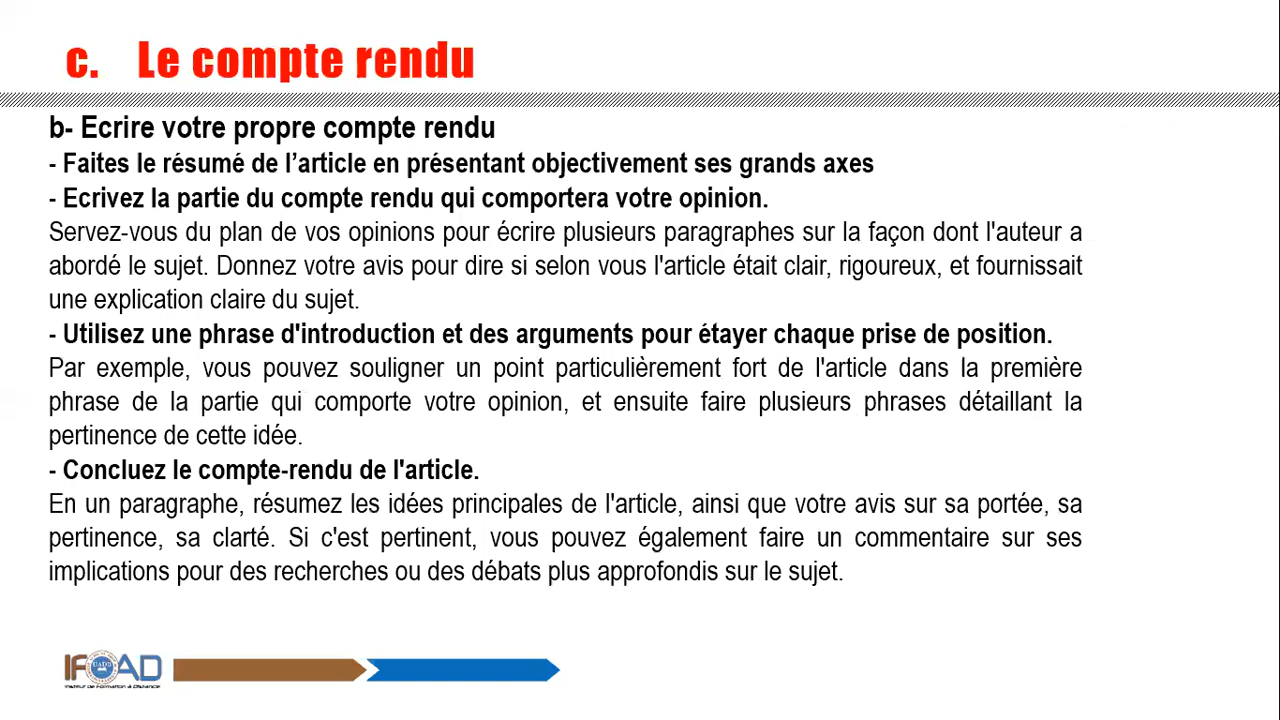 c. Le compte rendu
b- Ecrire votre propre compte rendu
- Faites le résumé de l’article en présentant objectivement ses grands axes
- Ecrivez la partie du compte rendu qui comportera votre opinion.
Servez-vous du plan de vos opinions pour écrire plusieurs paragraphes sur la façon dont l'auteur a
abordé le sujet. Donnez votre avis pour dire si selon vous l'article était clair, rigoureux, et fournissait
une explication claire du sujet.
- Utilisez une phrase d'introduction et des arguments pour étayer chaque prise de position.
Par exemple, vous pouvez souligner un point particulièrement fort de l'article dans la première
phrase de la partie qui comporte votre opinion, et ensuite faire plusieurs phrases détaillant la
pertinence de cette idée.
- Concluez le compte-rendu de l'article.
En un paragraphe, résumez les idées principales de l'article, ainsi que votre avis sur sa portée, sa
pertinence, sa clarté. Si c'est pertinent, vous pouvez également faire un commentaire sur ses
implications pour des recherches ou des débats plus approfondis sur le sujet.
IFOAD
Institut de Formation à Distance